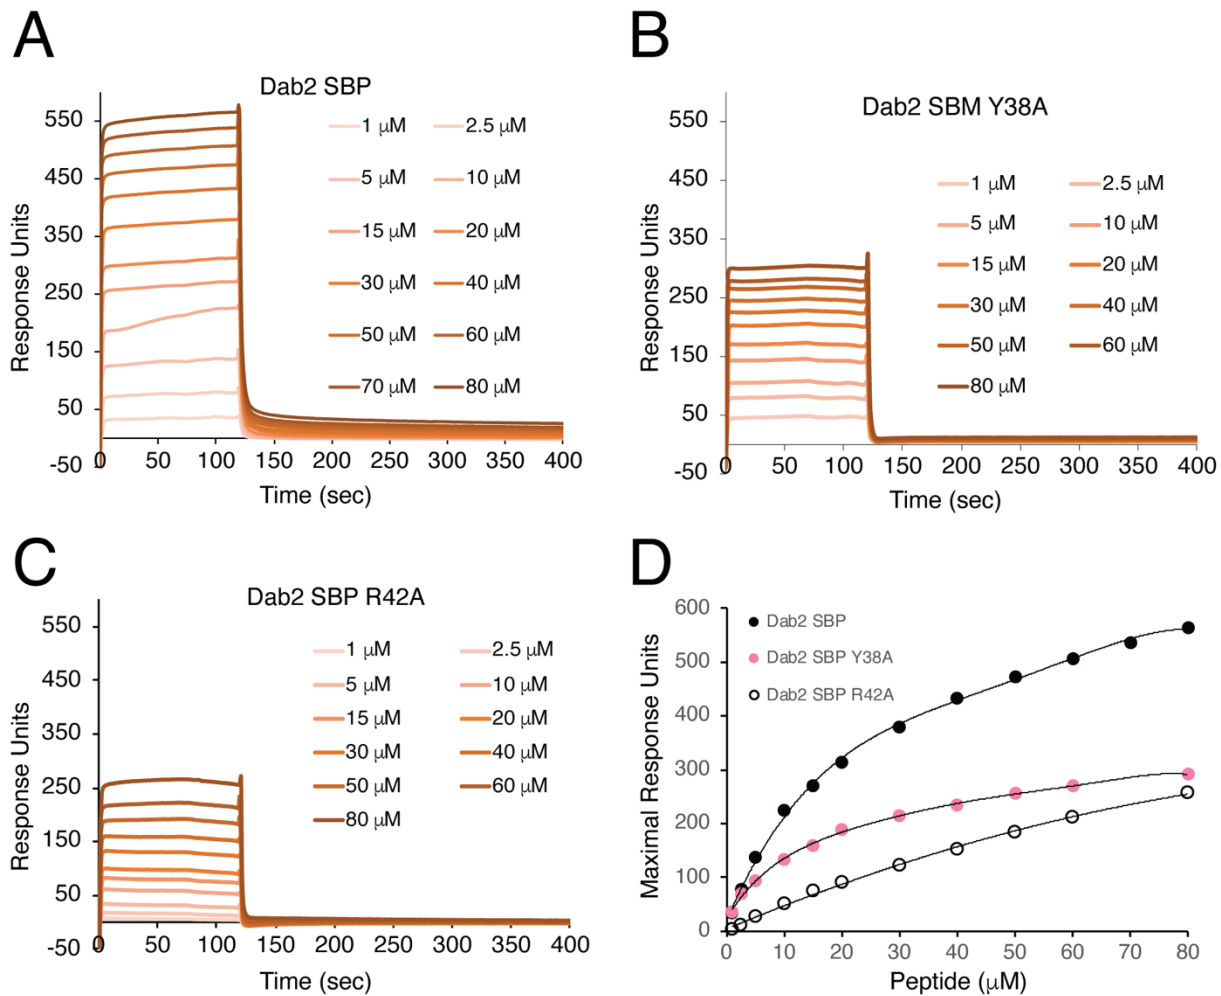 A
Dab2 SBP
Response Units
550
450
350
250
150
50
-50
1 μM 2.5 μM
5 μM 10 μM
15 μM 20 μM
30 μM 40 μM
50 μM 60 μM
70 μM 80 μM
0 50 100 150 200 250 300 350 400
Time (sec)
B
Dab2 SBM Y38A
Response Units
550
450
350
250
150
50
-50
1 μM 2.5 μM
5 μM 10 μM
15 μM 20 μM
30 μM 40 μM
50 μM 60 μM
80 μM
0 50 100 150 200 250 300 350 400
Time (sec)
C
Dab2 SBP R42A
Response Units
550
450
350
250
150
50
-50
1 μM 2.5 μM
5 μM 10 μM
15 μM 20 μM
30 μM 40 μM
50 μM 60 μM
80 μM
0 50 100 150 200 250 300 350 400
Time (sec)
D
Maximal Response Units
600
500
400
300
200
100
0
Dab2 SBP
Dab2 SBP Y38A
Dab2 SBP R42A
0 10 20 30 40 50 60 70 80
Peptide (μM)